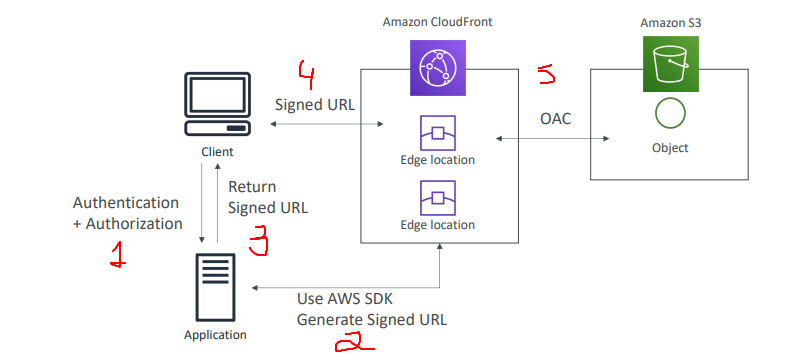 Amazon CloudFront
Amazon S3
4
5
Signed URL
OAC
Client
Edge location
Object
Authentication
+ Authorization
Return
Signed URL
1
3
Edge location
Use AWS SDK
Generate Signed URL
Application
2